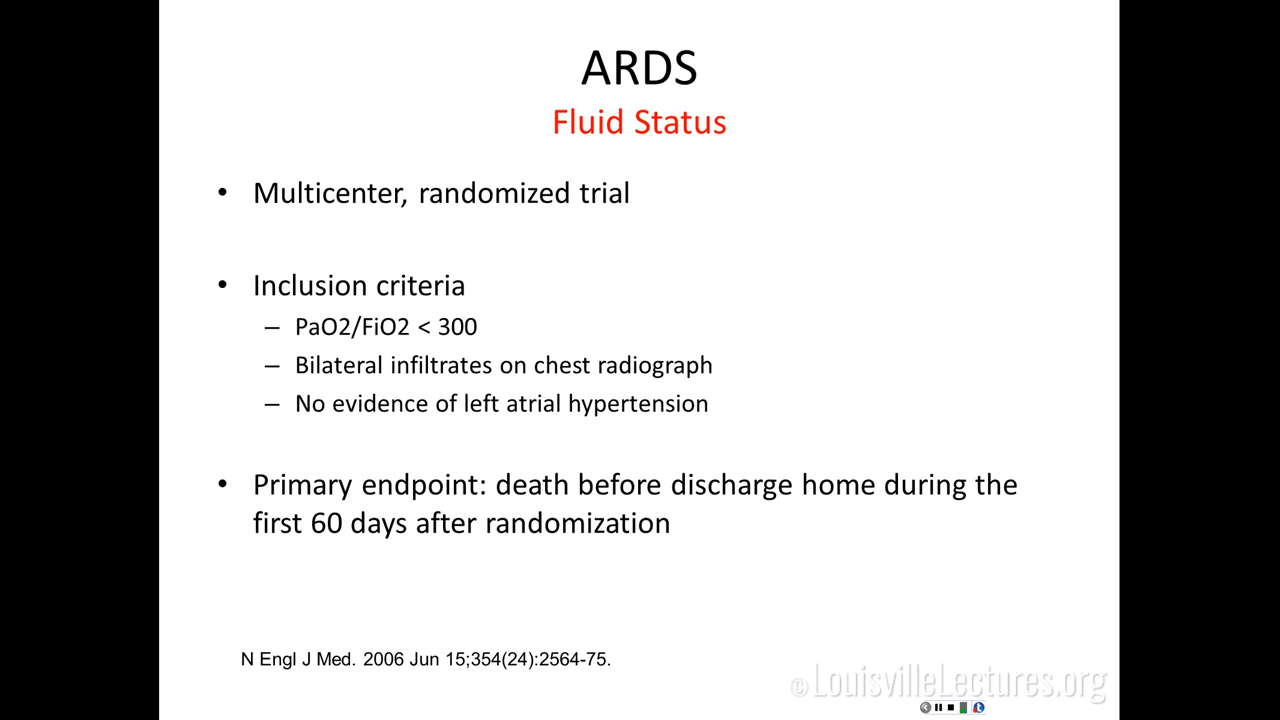 ARDS
Fluid Status
• Multicenter, randomized trial
• Inclusion criteria
– PaO2/FiO2 < 300
– Bilateral infiltrates on chest radiograph
– No evidence of left atrial hypertension
• Primary endpoint: death before discharge home during the
first 60 days after randomization
N Engl J Med. 2006 Jun 15;354(24):2564-75.
©LouisvilleLectures.org